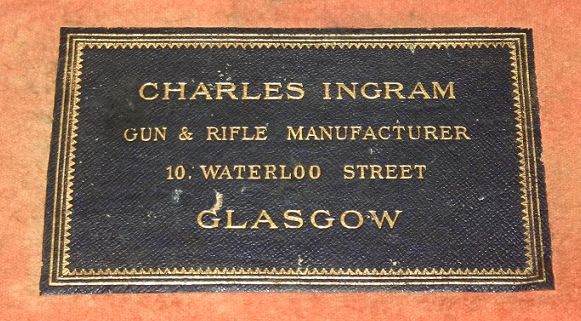 CHARLES INGRAM
GUN & RIFLE MANUFACTURER
10. WATERLOO STREET
GLASGOW